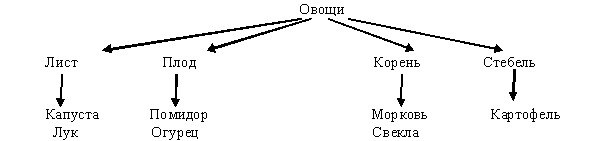 Овощи
Лист Плод Корень Стебель
Капуста Помидор Морковь Картофель
Лук Огурец Свекла